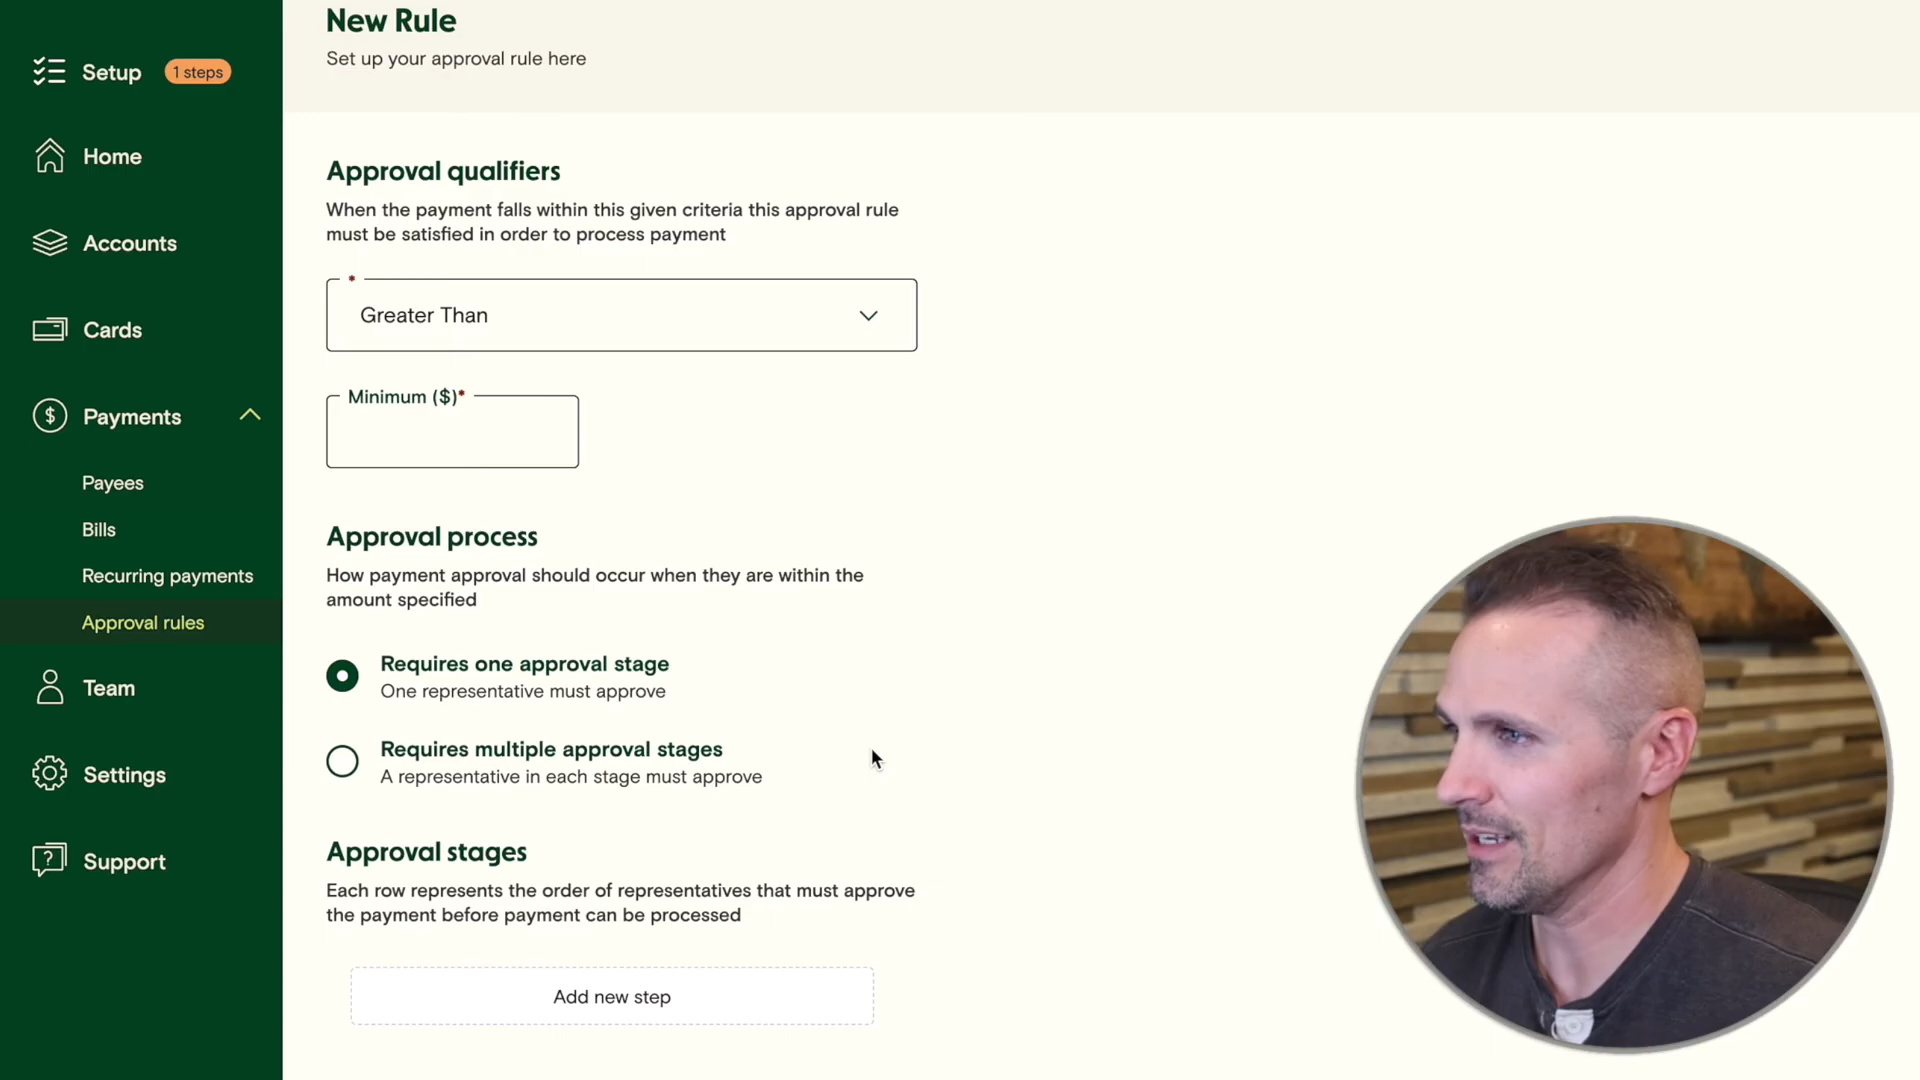 Setup
1 steps
Home
Accounts
Cards
Payments
Payees
Bills
Recurring payments
Approval rules
Team
Settings
Support
New Rule
Set up your approval rule here
Approval qualifiers
When the payment falls within this given criteria this approval rule
must be satisfied in order to process payment
*
Greater Than
Minimum ($)*
Approval process
How payment approval should occur when they are within the
amount specified
Requires one approval stage
One representative must approve
Requires multiple approval stages
A representative in each stage must approve
Approval stages
Each row represents the order of representatives that must approve
the payment before payment can be processed
Add new step